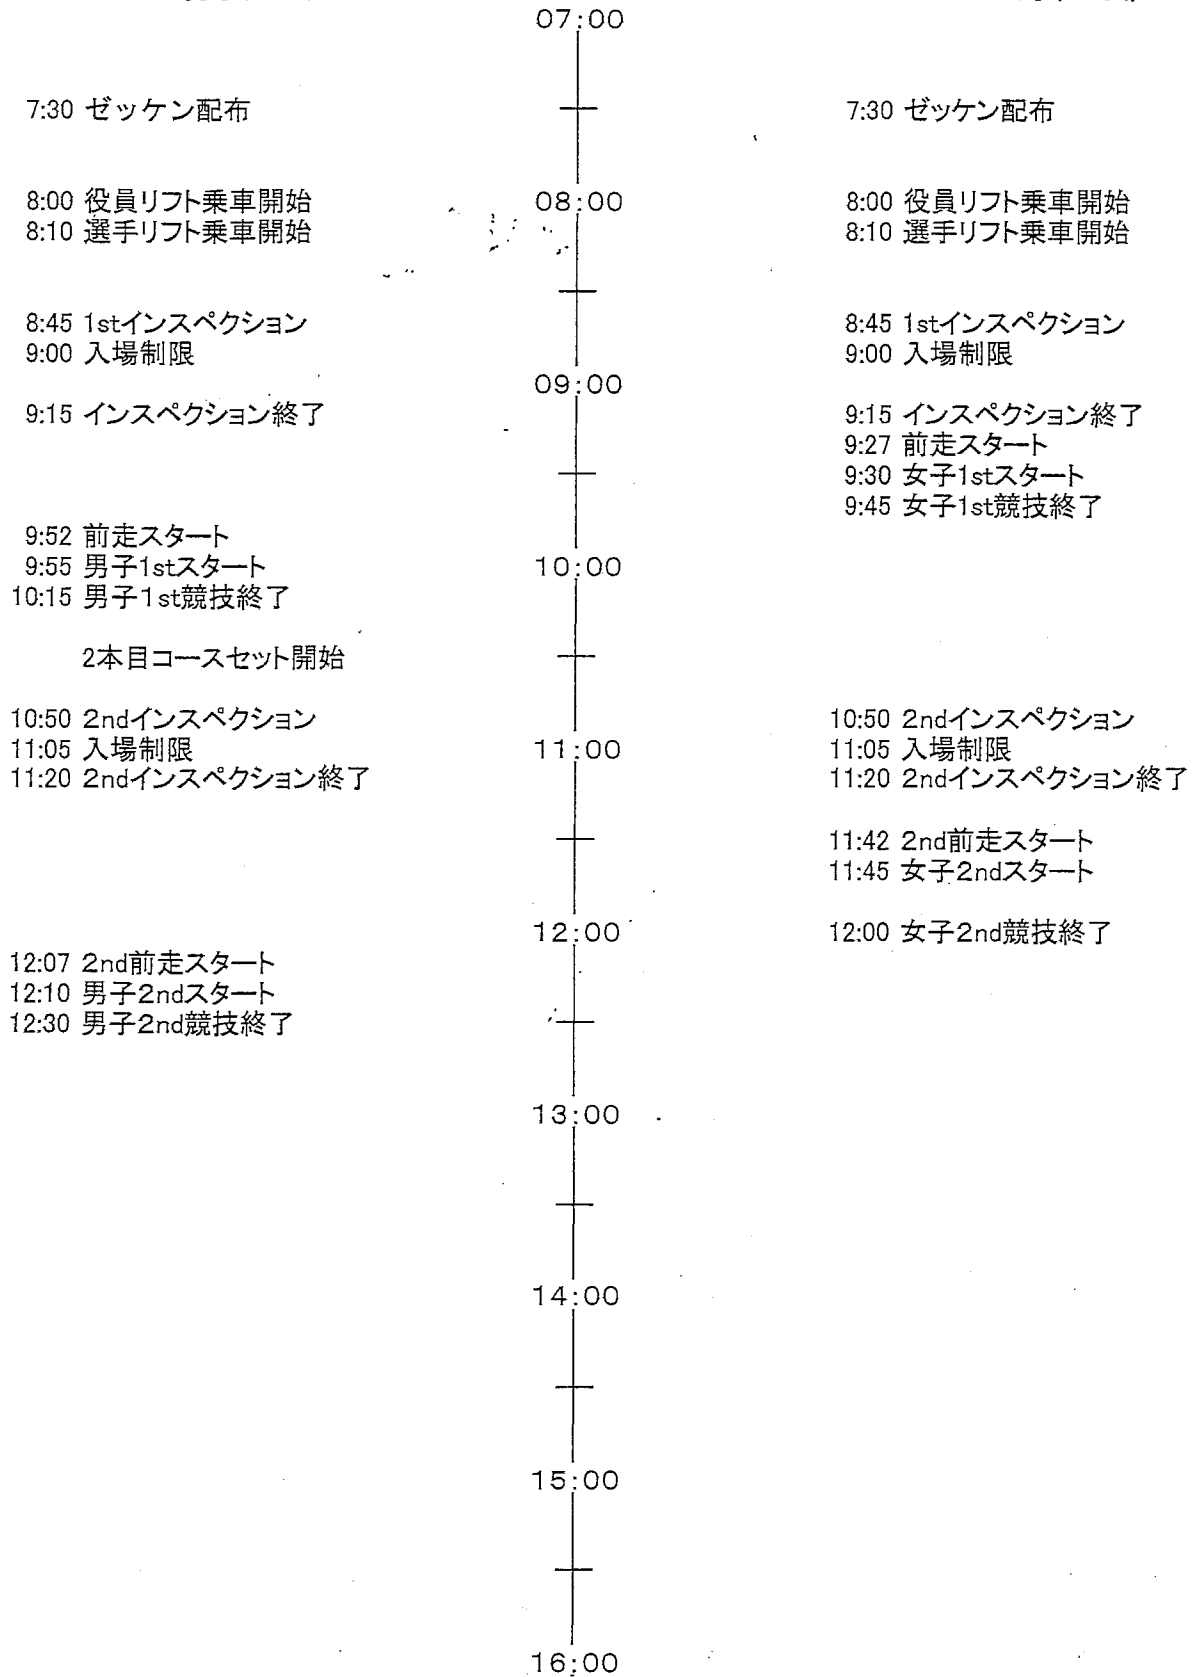 07:00
7:30 ゼッケン配布
7:30 ゼッケン配布
8:00 役員リフト乗車開始
08:00
8:00 役員リフト乗車開始
8:10 選手リフト乗車開始
8:10 選手リフト乗車開始
8:45 1stインスペクション
8:45 1stインスペクション
9:00 入場制限
9:00 入場制限
09:00
9:15 インスペクション終了
9:15 インスペクション終了
9:27 前走スタート
9:30 女子1stスタート
9:45 女子1st競技終了
9:52 前走スタート
9:55 男子1stスタート
10:00
10:15 男子1st競技終了
2本目コースセット開始
10:50 2ndインスペクション
10:50 2ndインスペクション
11:05 入場制限
11:00
11:05 入場制限
11:20 2ndインスペクション終了
11:20 2ndインスペクション終了
11:42 2nd前走スタート
11:45 女子2ndスタート
12:00
12:00 女子2nd競技終了
12:07 2nd前走スタート
12:10 男子2ndスタート
12:30 男子2nd競技終了
13:00
14:00
15:00
16:00